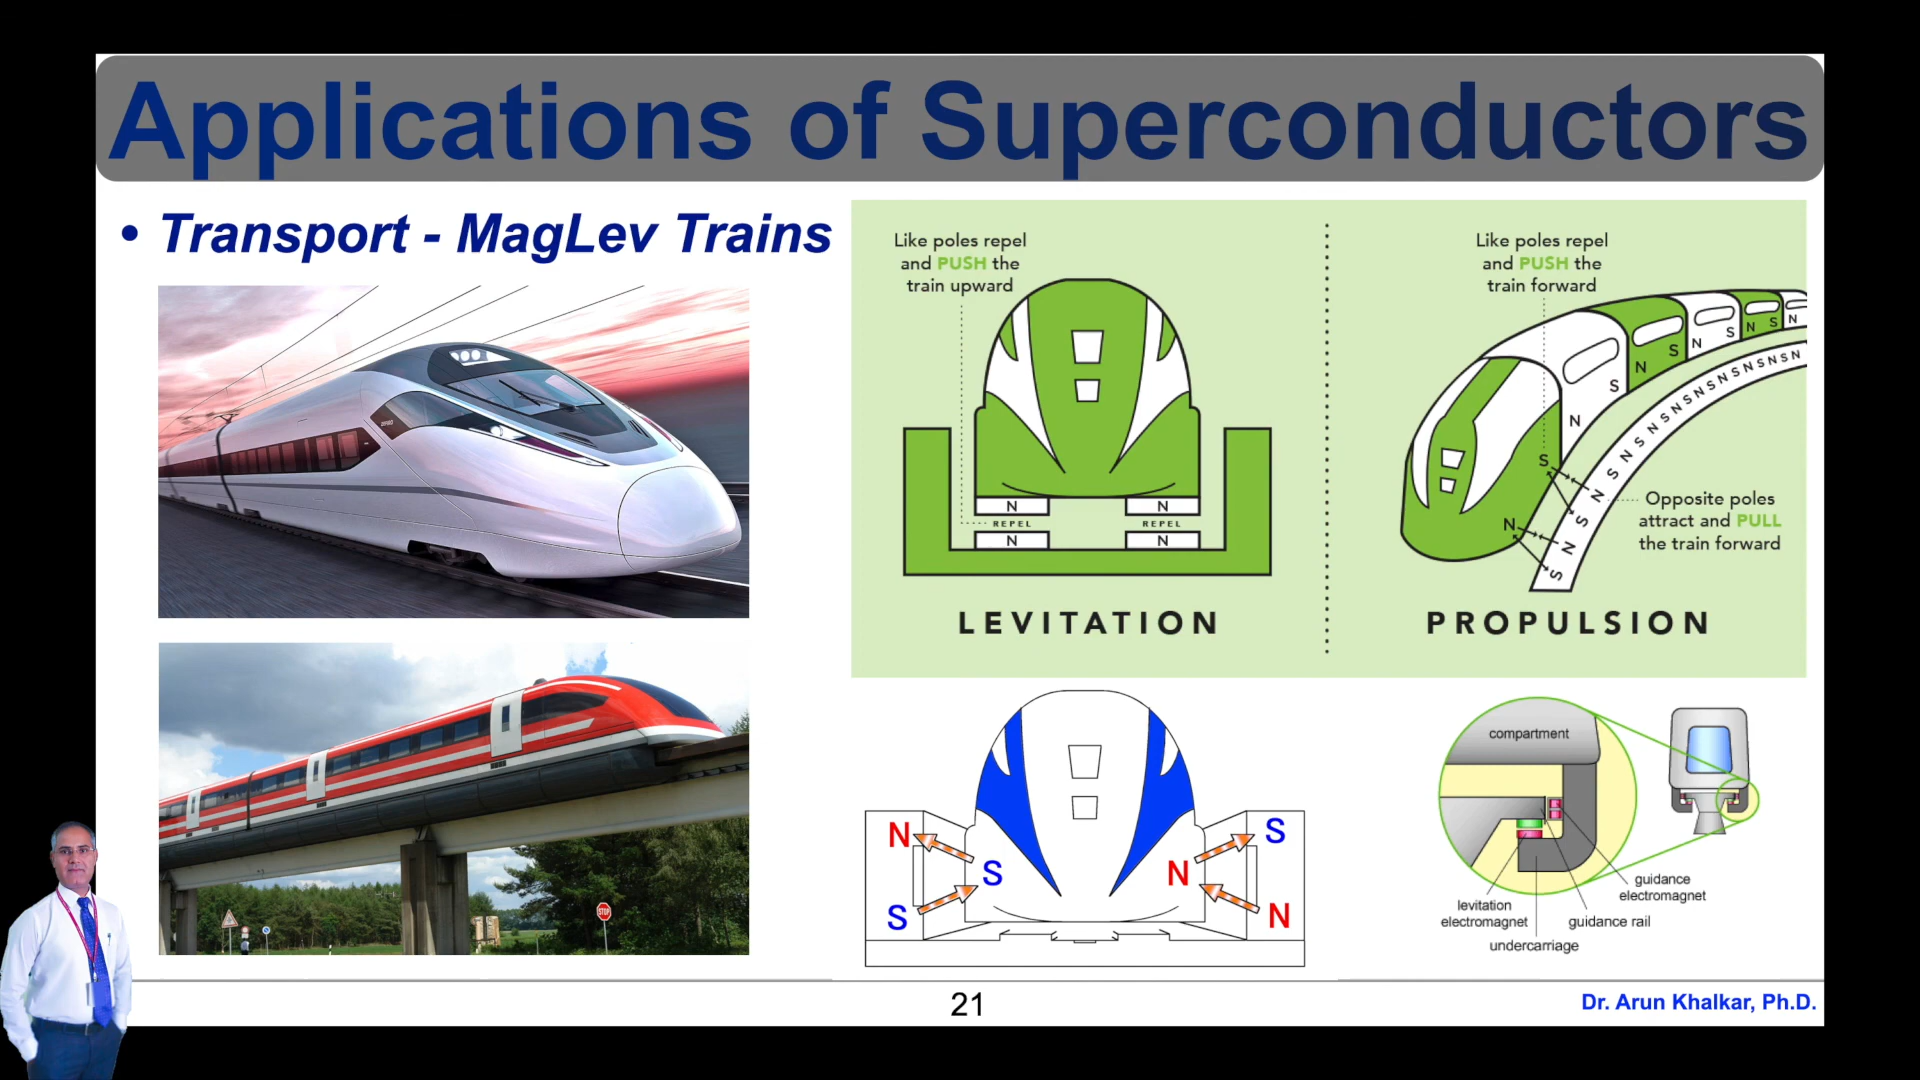 Applications of Superconductors
• Transport - MagLev Trains
Like poles repel
and PUSH the
train upward
N
N
REPEL
REPEL
N
N
LEVITATION
Like poles repel
and PUSH the
train forward
S
N
S
N
S
N
S
N
S
N
S
N
Opposite poles
attract and PULL
the train forward
PROPULSION
STOP
N
S
S
S
N
N
compartment
guidance
electromagnet
levitation
electromagnet
guidance rail
undercarriage
21
Dr. Arun Khalkar, Ph.D.